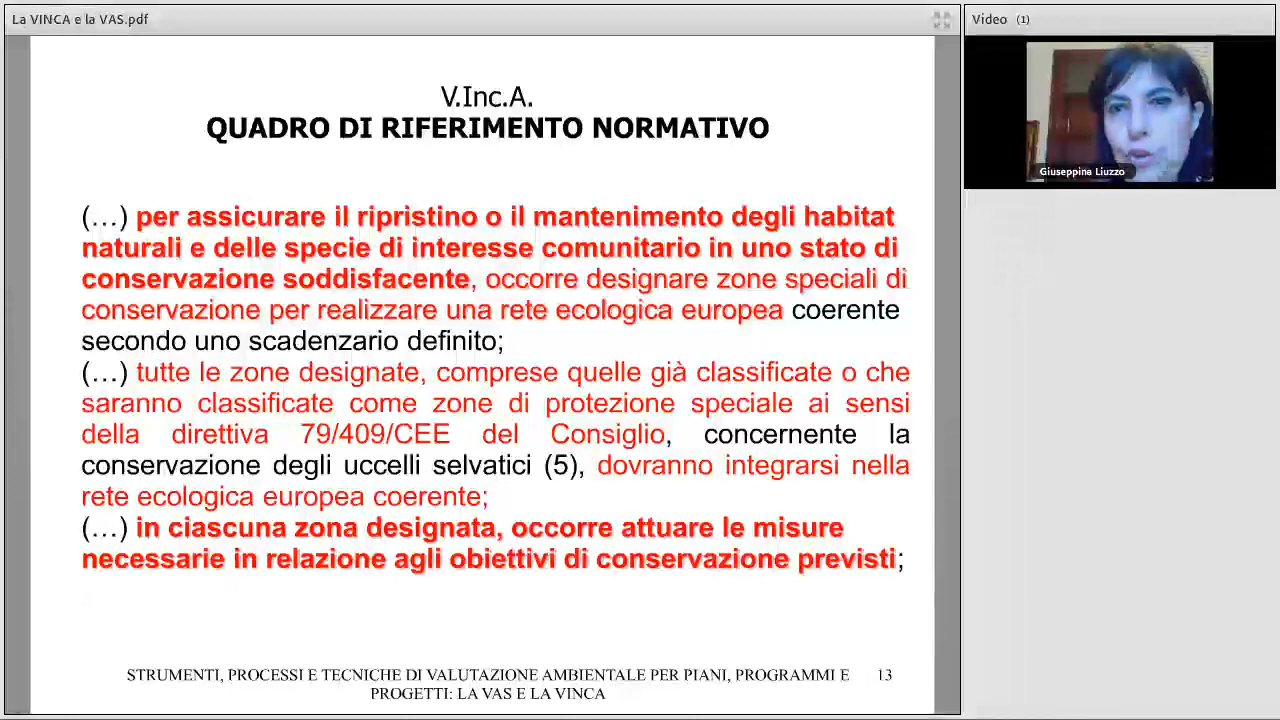 La VINCA e la VAS.pdf
Video (1)
Giuseppina Liuzzo
V.Inc.A.
QUADRO DI RIFERIMENTO NORMATIVO
(…) per assicurare il ripristino o il mantenimento degli habitat
naturali e delle specie di interesse comunitario in uno stato di
conservazione soddisfacente, occorre designare zone speciali di
conservazione per realizzare una rete ecologica europea coerente
secondo uno scadenzario definito;
(…) tutte le zone designate, comprese quelle già classificate o che
saranno classificate come zone di protezione speciale ai sensi
della direttiva 79/409/CEE del Consiglio, concernente la
conservazione degli uccelli selvatici (5), dovranno integrarsi nella
rete ecologica europea coerente;
(…) in ciascuna zona designata, occorre attuare le misure
necessarie in relazione agli obiettivi di conservazione previsti;
STRUMENTI, PROCESSI E TECNICHE DI VALUTAZIONE AMBIENTALE PER PIANI, PROGRAMMI E
PROGETTI: LA VAS E LA VINCA
13